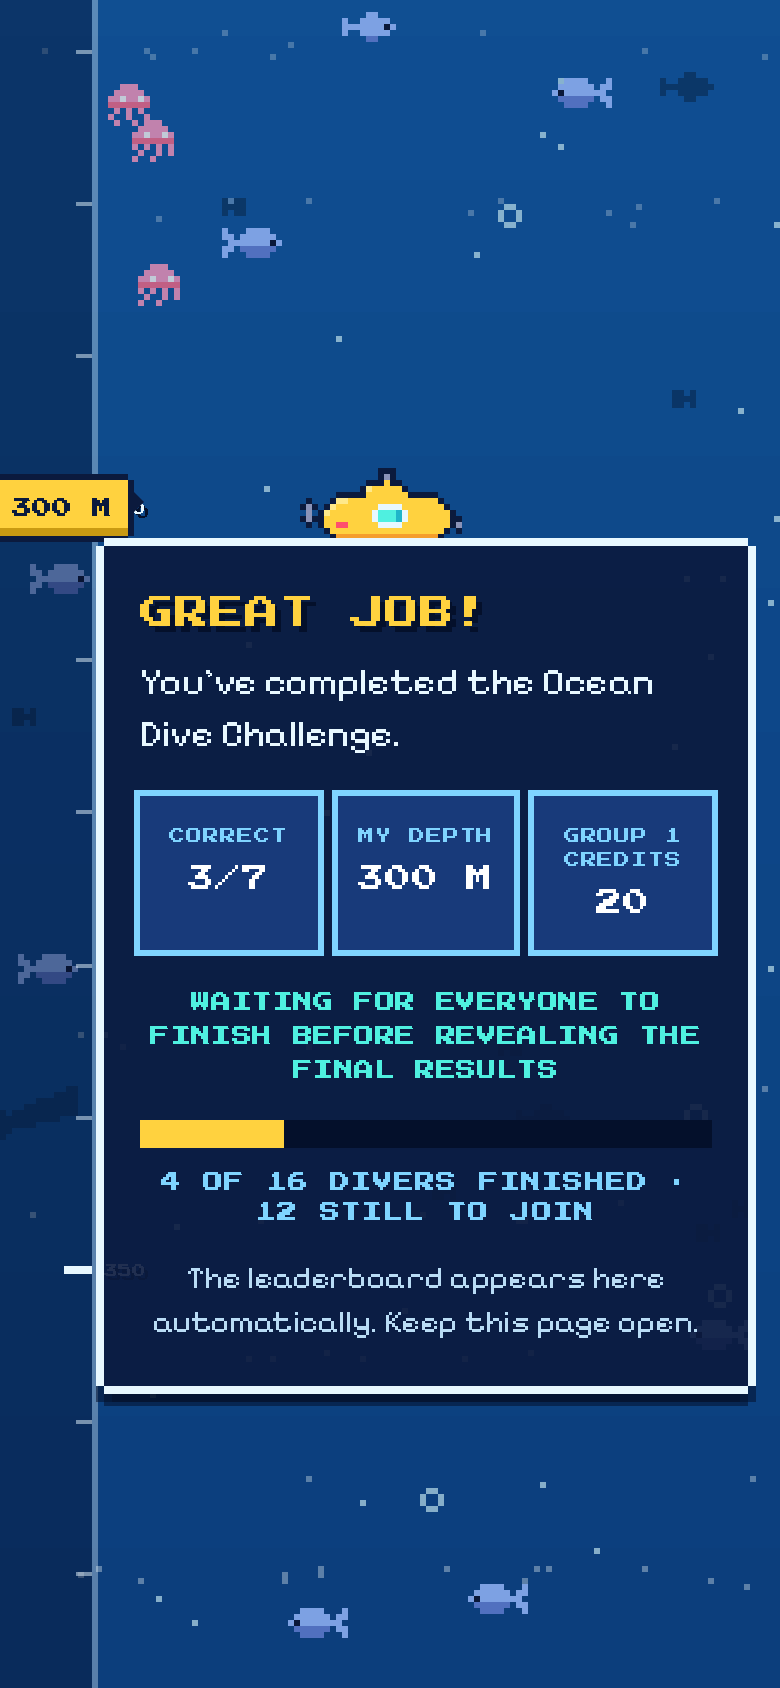 300 M
GREAT JOB!
You've completed the Ocean
Dive Challenge.
CORRECT
3/7
MY DEPTH
300 M
GROUP 1
CREDITS
20
WAITING FOR EVERYONE TO
FINISH BEFORE REVEALING THE
FINAL RESULTS
4 OF 16 DIVERS FINISHED ·
12 STILL TO JOIN
350
The leaderboard appears here
automatically. Keep this page open.